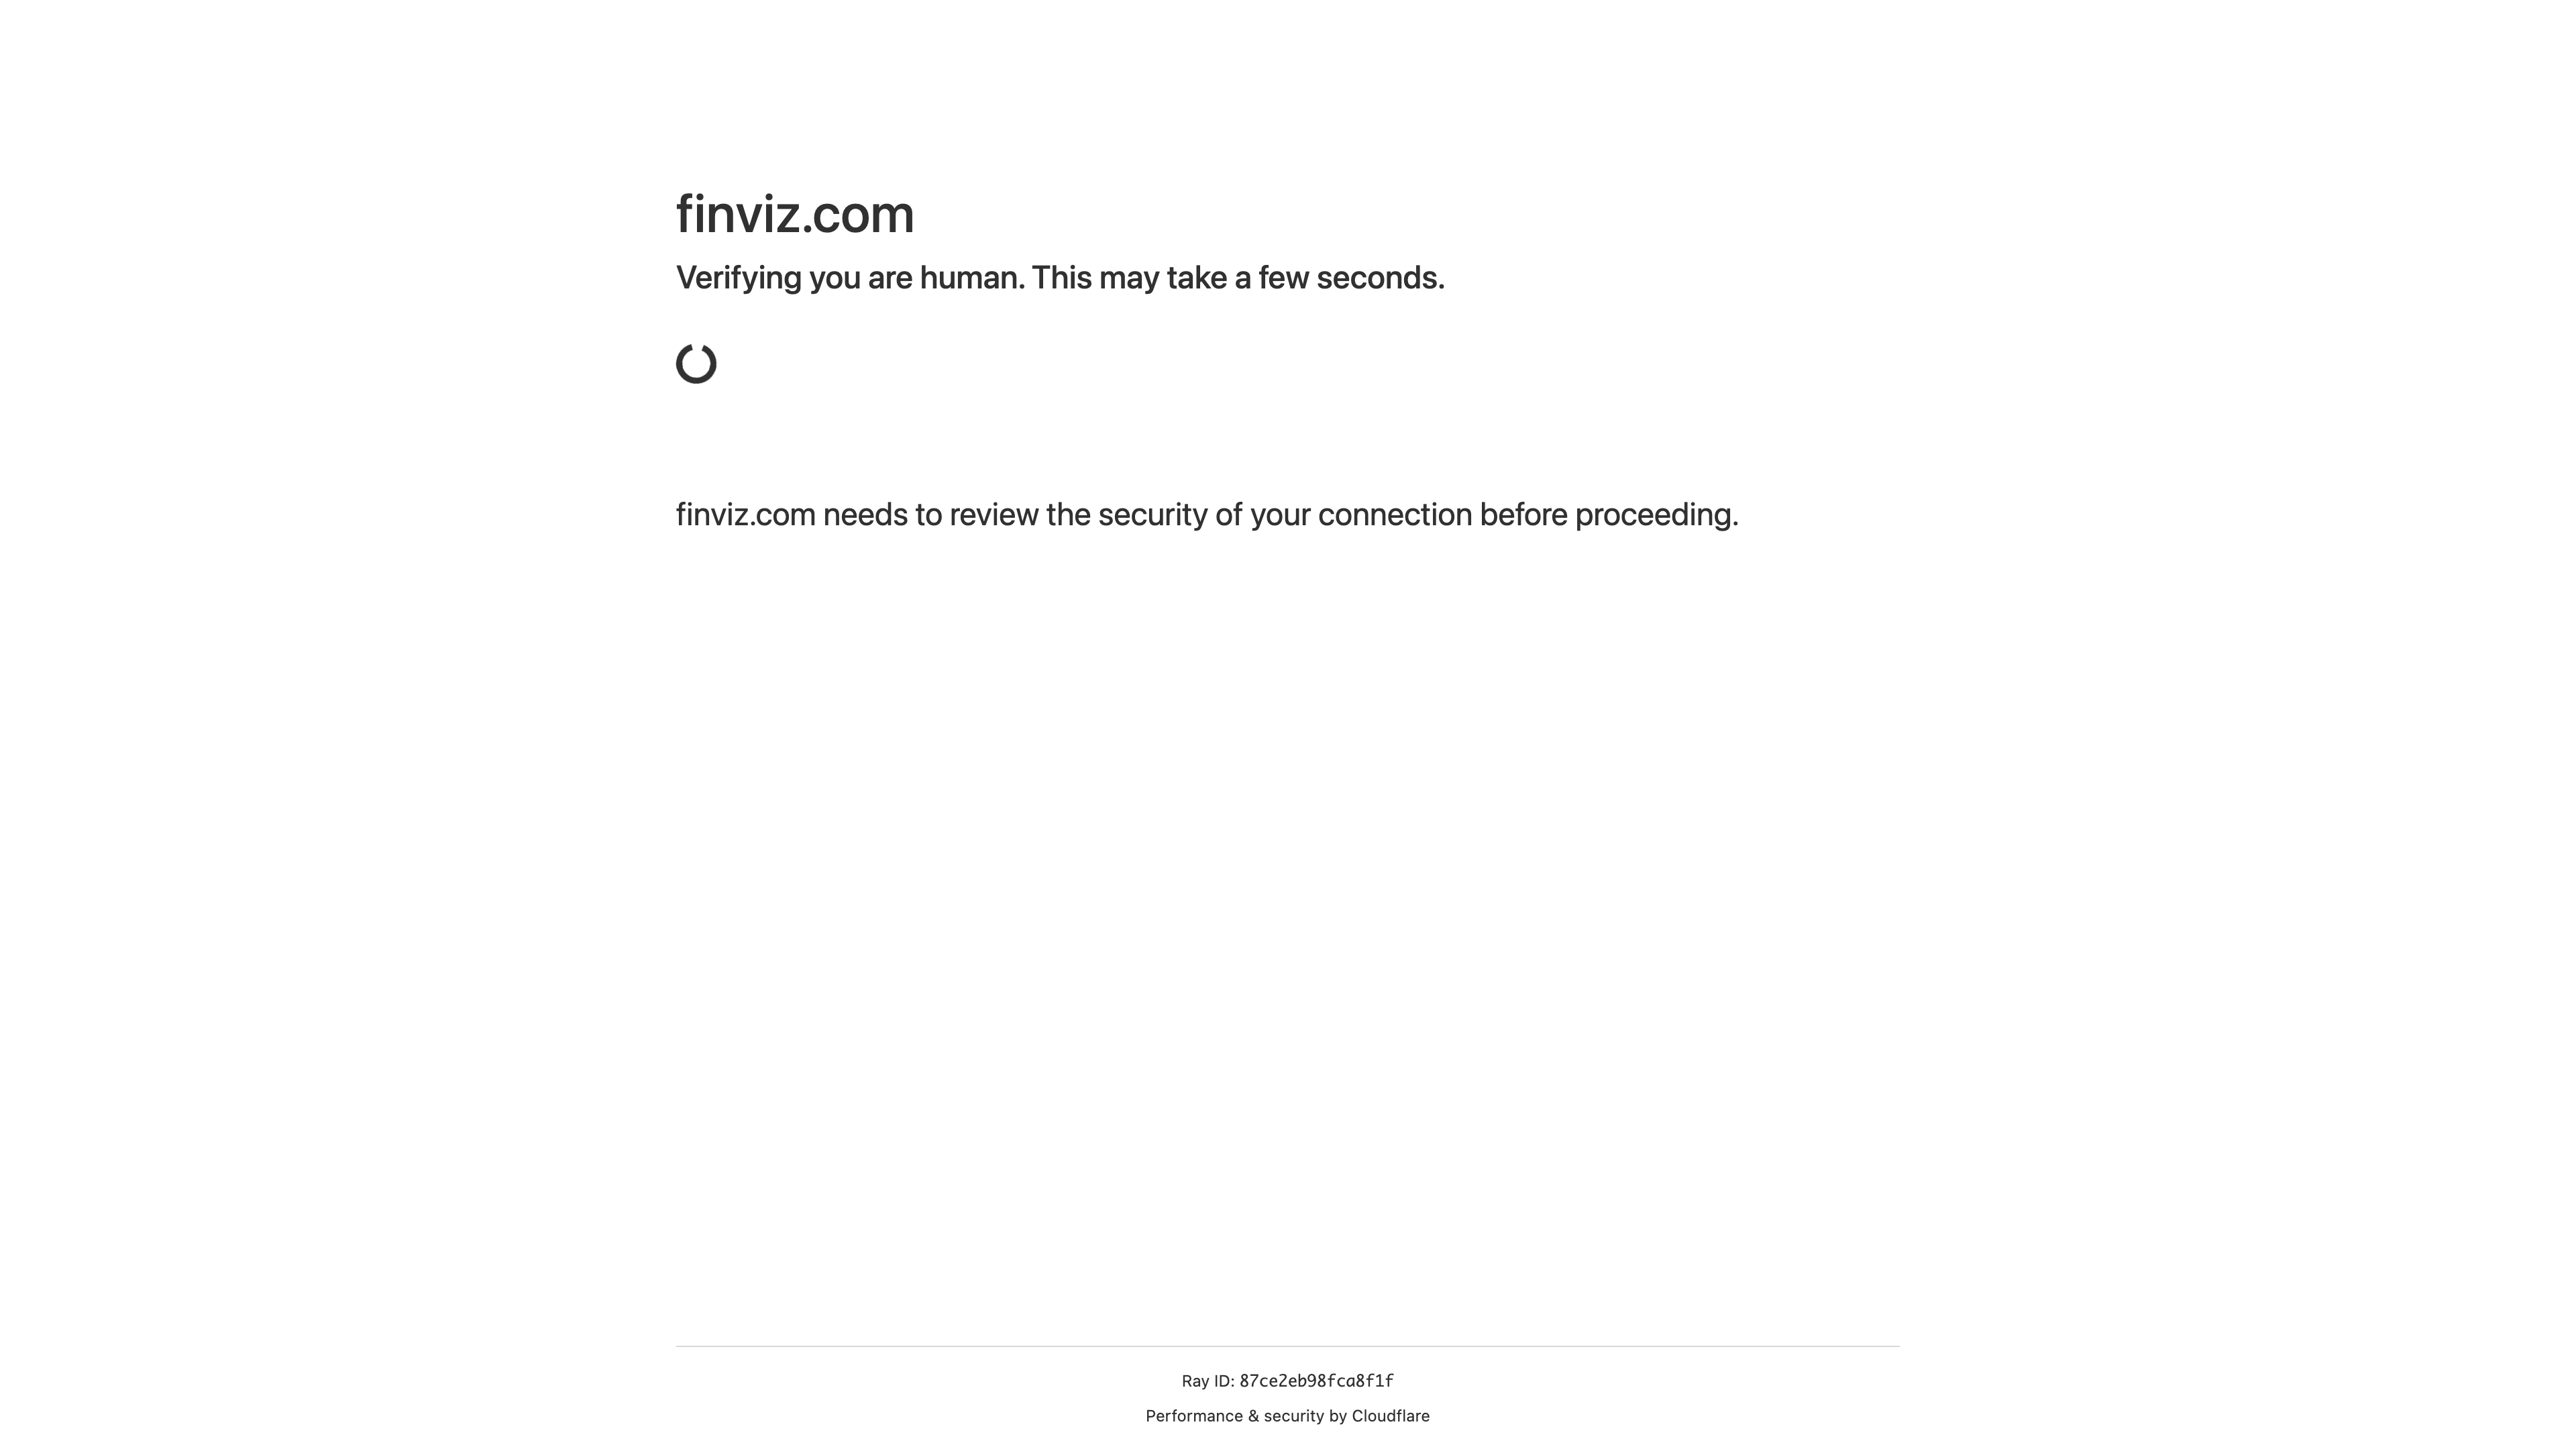 finviz.com
Verifying you are human. This may take a few seconds.
finviz.com needs to review the security of your connection before proceeding.
Ray ID: 87ce2eb98fca8f1f
Performance & security by Cloudflare